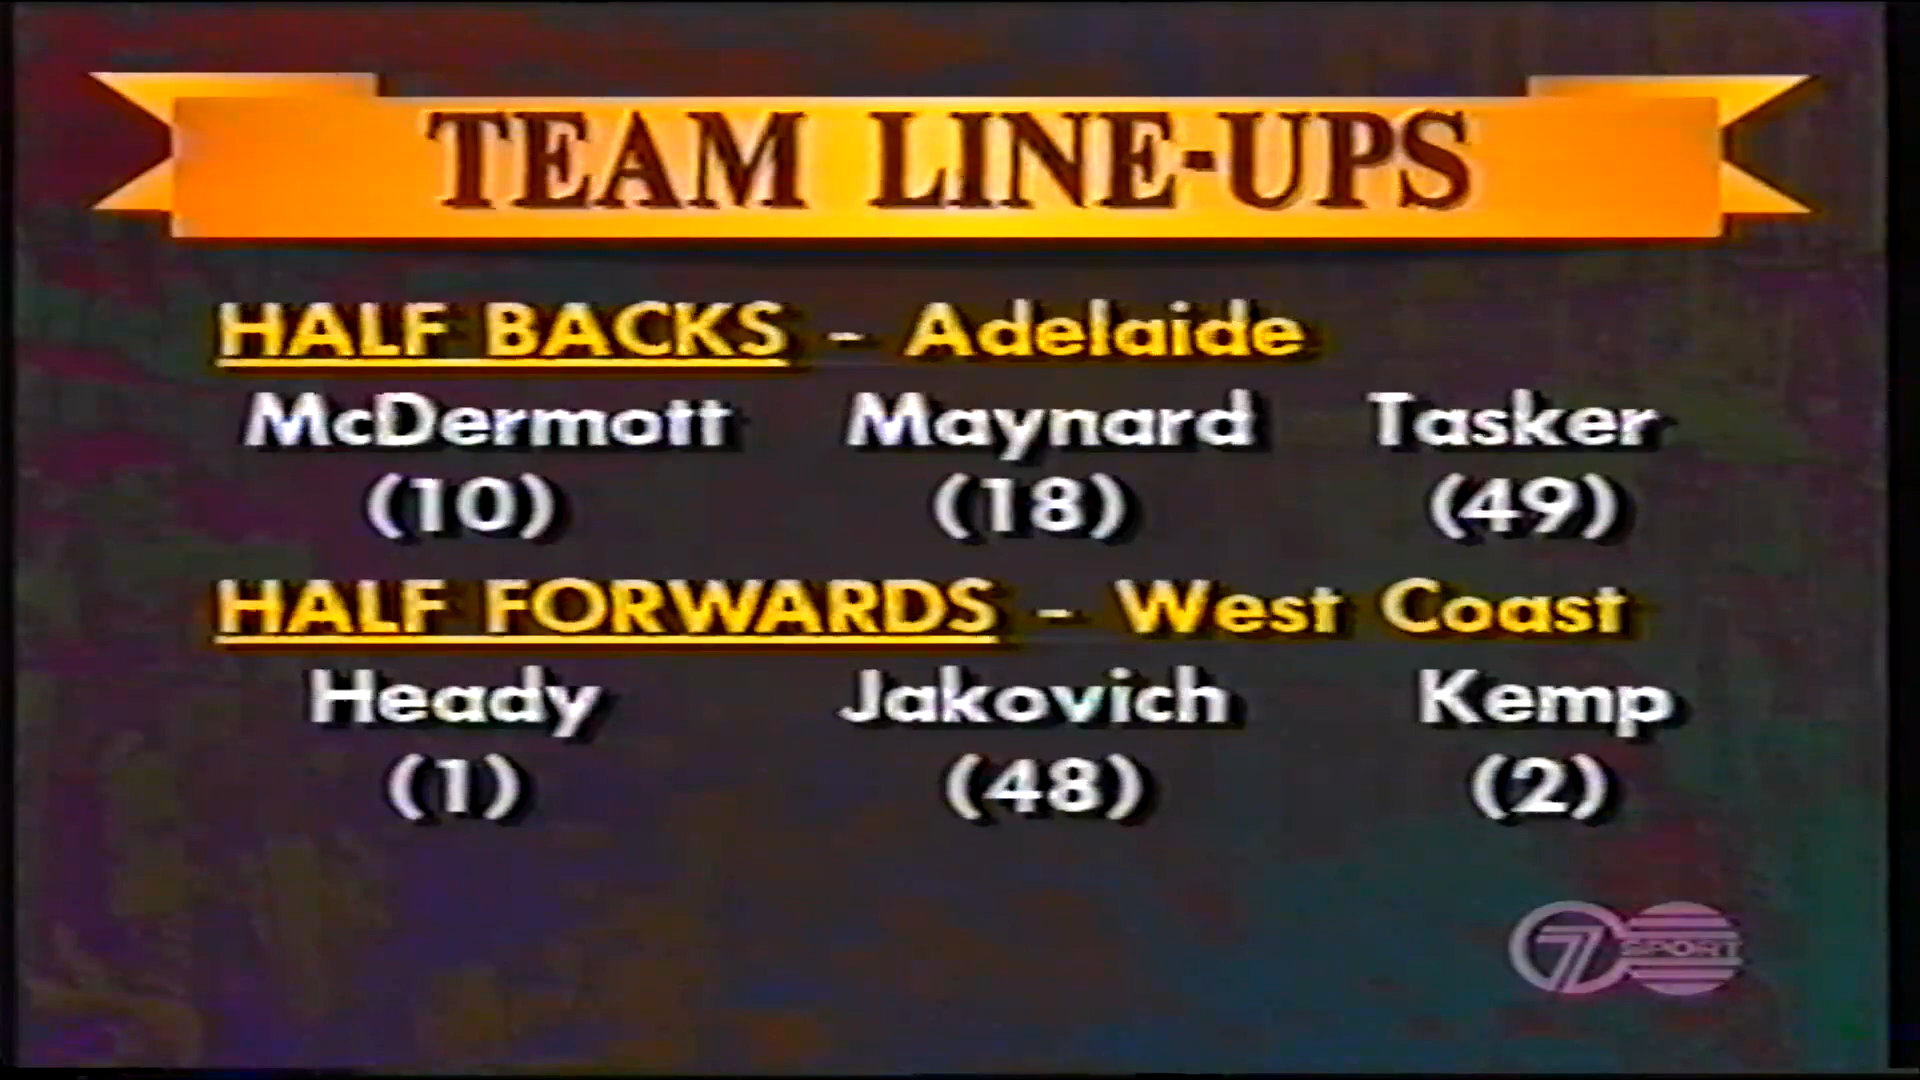 TEAM LINE-UPS
HALF BACKS - Adelaide
McDermott Maynard Tasker
(10) (18) (49)
HALF FORWARDS - West Coast
Heady Jakovich Kemp
(1) (48) (2)
7 SPORT